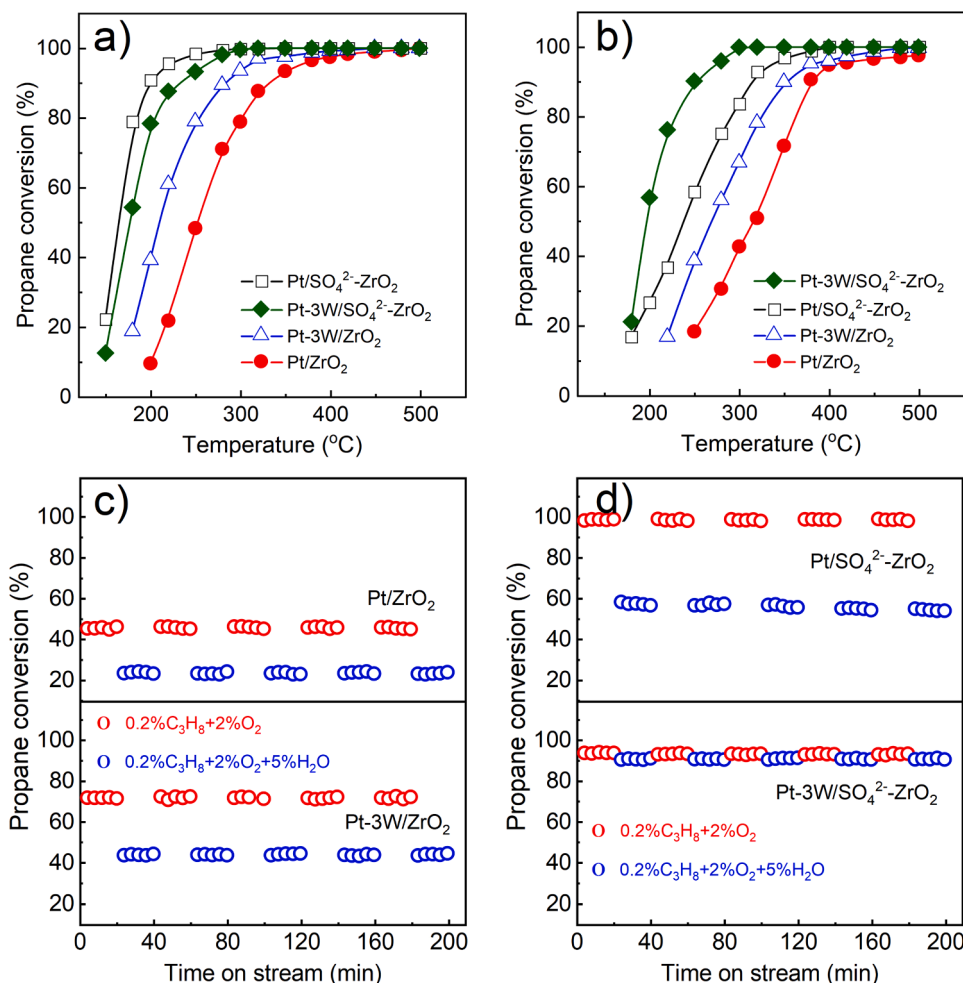 a)
Propane conversion (%)
100
80
60
40
20
0
Pt/SO₄²⁻-ZrO₂
Pt-3W/SO₄²⁻-ZrO₂
Pt-3W/ZrO₂
Pt/ZrO₂
200 300 400 500
Temperature (°C)
b)
Propane conversion (%)
100
80
60
40
20
0
Pt-3W/SO₄²⁻-ZrO₂
Pt/SO₄²⁻-ZrO₂
Pt-3W/ZrO₂
Pt/ZrO₂
200 300 400 500
Temperature (°C)
c)
Propane conversion (%)
100
80
60
40
20
Pt/ZrO₂
100
80
60
40
20
O 0.2%C₃H₈+2%O₂
O 0.2%C₃H₈+2%O₂+5%H₂O
Pt-3W/ZrO₂
0 40 80 120 160 200
Time on stream (min)
d)
Propane conversion (%)
100
80
60
40
20
Pt/SO₄²⁻-ZrO₂
100
80
60
40
20
Pt-3W/SO₄²⁻-ZrO₂
O 0.2%C₃H₈+2%O₂
O 0.2%C₃H₈+2%O₂+5%H₂O
0 40 80 120 160 200
Time on stream (min)